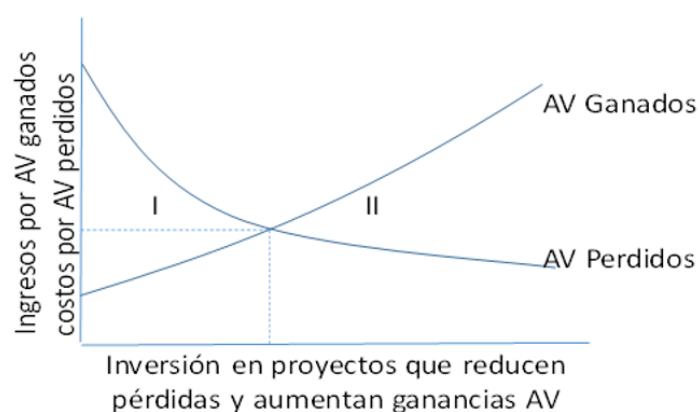 Ingresos por AV ganados
costos por AV perdidos
AV Ganados
I
II
AV Perdidos
Inversión en proyectos que reducen
pérdidas y aumentan ganancias AV